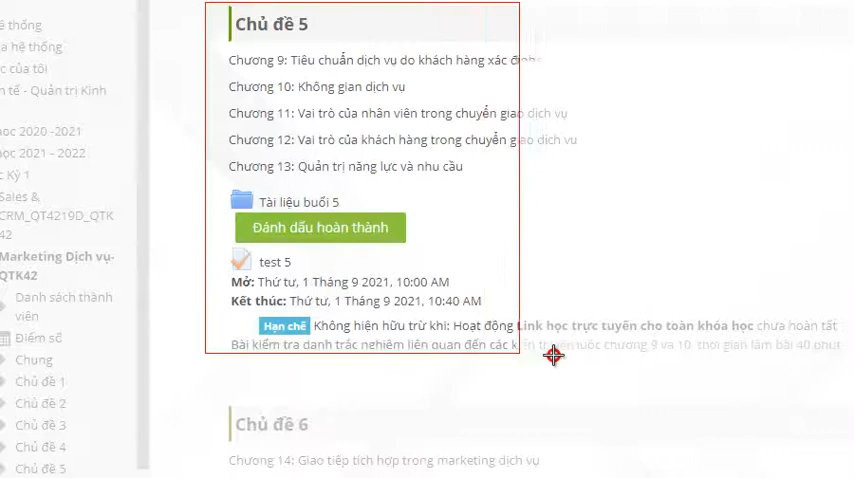 ệ thống
a hệ thống
c của tôi
n tế - Quản trị Kinh
học 2020 -2021
học 2021 - 2022
c Kỳ 1
Sales &
CRM_QT4219D_QTK
42
Marketing Dịch vụ-
QTK42
Danh sách thành
viên
Điểm số
Chung
Chủ đề 1
Chủ đề 2
Chủ đề 3
Chủ đề 4
Chủ đề 5
Chủ đề 5
Chương 9: Tiêu chuẩn dịch vụ do khách hàng xác định
Chương 10: Không gian dịch vụ
Chương 11: Vai trò của nhân viên trong chuyển giao dịch vụ
Chương 12: Vai trò của khách hàng trong chuyển giao dịch vụ
Chương 13: Quản trị năng lực và nhu cầu
Tài liệu buổi 5
Đánh dấu hoàn thành
test 5
Mở: Thứ tư, 1 Tháng 9 2021, 10:00 AM
Kết thúc: Thứ tư, 1 Tháng 9 2021, 10:40 AM
Hạn chế Không hiện hữu trừ khi: Hoạt động Link học trực tuyến cho toàn khóa học chưa hoàn tất
Bài kiểm tra đanh trắc nghiệm liên quan đến các kiến thuộc chương 9 và 10. thời gian làm bài 40 phút
Chủ đề 6
Chương 14: Giao tiếp tích hợp trong marketing dịch vụ